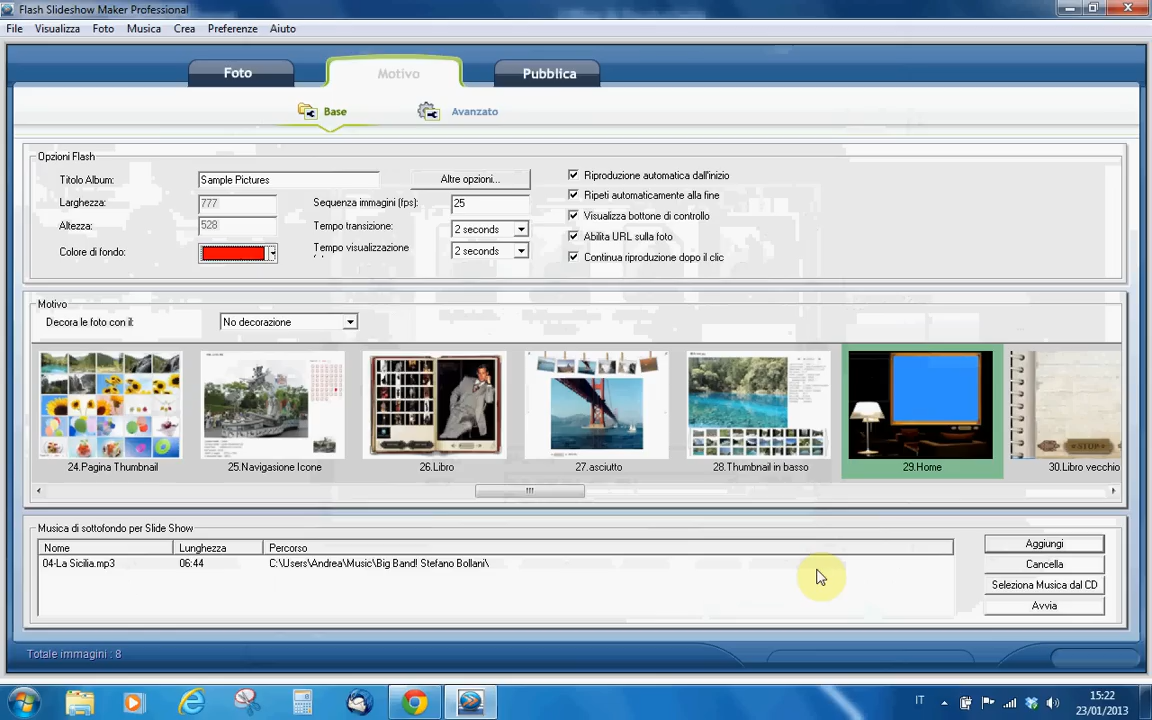 Flash Slideshow Maker Professional
File Visualizza Foto Musica Crea Preferenze Aiuto
Foto Motivo Pubblica
Base Avanzato
Opzioni Flash
Titolo Album: Sample Pictures Altre opzioni...
Larghezza: 777 Sequenza immagini (fps): 25
Altezza: 528 Tempo transizione: 2 seconds
Colore di fondo: Tempo visualizzazione 2 seconds
Riproduzione automatica dall'inizio
Ripeti automaticamente alla fine
Visualizza bottone di controllo
Abilita URL sulla foto
Continua riproduzione dopo il clic
Motivo
Decora le foto con il: No decorazione
STOP
24.Pagina Thumbnail 25.Navigasione Icone 26.Libro 27.asciutto 28.Thumbnail in basso 29.Home 30.Libro vecchio
Musica di sottofondo per Slide Show
Nome Lunghezza Percorso
04-La Sicilia.mp3 06:44 C:\Users\Andrea\Music\Big Band! Stefano Bollani\
Aggiungi
Cancella
Seleziona Musica dal CD
Avvia
Totale immagini : 8
IT
15:22
23/01/2013